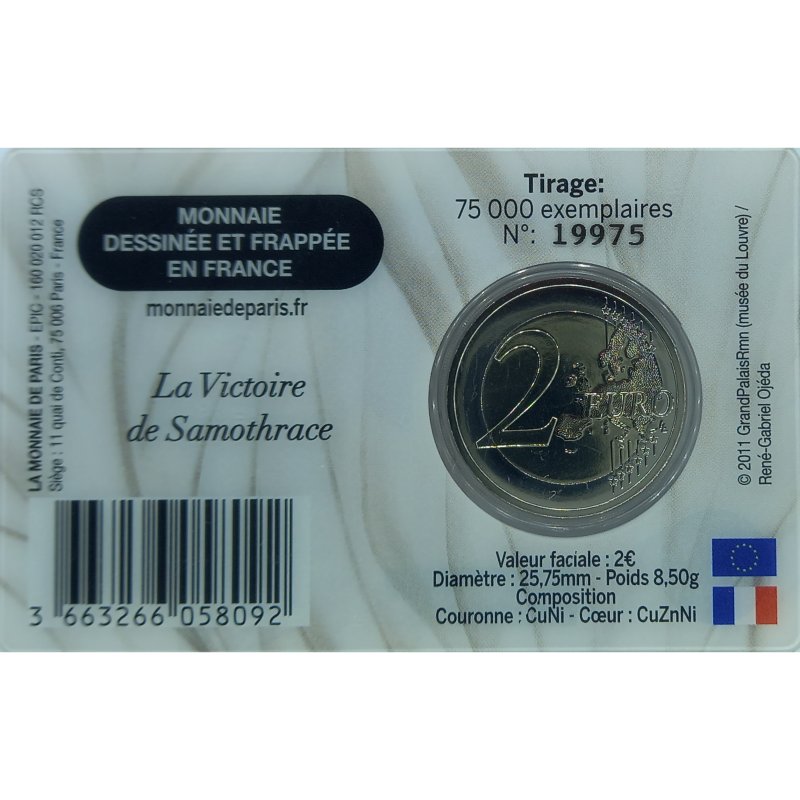 LA MONNAIE DE PARIS - EPIC - 160 020 012 RCS
Siège : 11 quai de Conti, 75 006 Paris - France
MONNAIE
DESSINÉE ET FRAPPÉE
EN FRANCE
monnaiedeparis.fr
La Victoire
de Samothrace
3 663266 058092
Tirage:
75 000 exemplaires
N°: 19975
2 EURO
Valeur faciale : 2€
Diamètre : 25,75mm - Poids 8,50g
Composition
Couronne : CuNi - Cœur : CuZnNi
© 2011 GrandPalaisRmn (musée du Louvre) /
René-Gabriel Ojéda